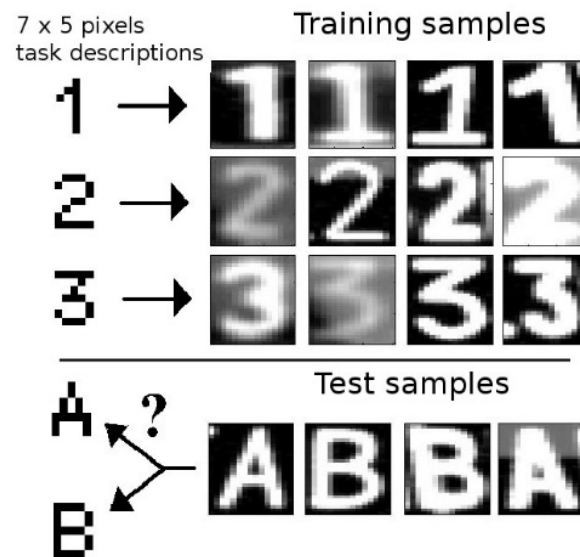 7 x 5 pixels
task descriptions
Training samples
1 1 1 1 1
2 2 2 2 2
3 3 3 3 3
Test samples
A
?
B
A B B A